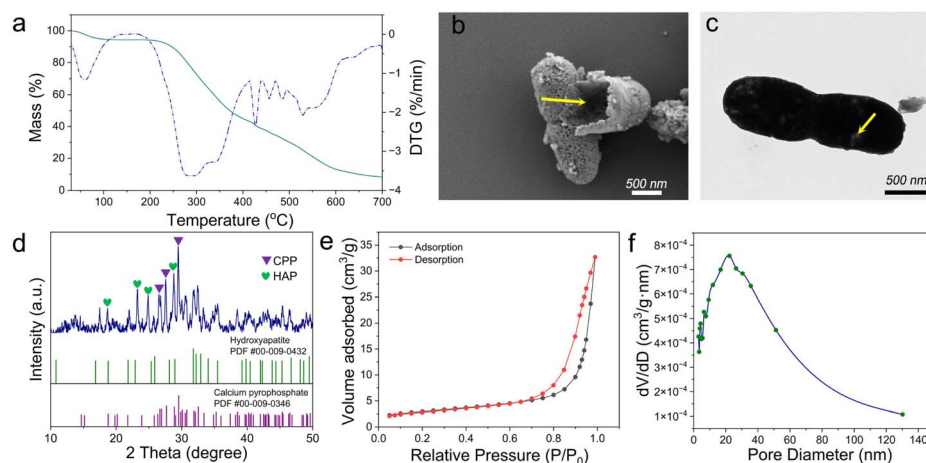 a
100
80
60
40
20
0
Mass (%)
0
-1
-2
-3
-4
DTG (%/min)
100 200 300 400 500 600 700
Temperature (°C)
b
500 nm
c
500 nm
d
CPP
HAP
Hydroxyapatite
PDF #00-009-0432
Calcium pyrophosphate
PDF #00-009-0346
Intensity (a.u.)
10 20 30 40 50
2 Theta (degree)
e
Adsorption
Desorption
35
30
25
20
15
10
5
0
Volume adsorbed (cm³/g)
0.0 0.2 0.4 0.6 0.8 1.0
Relative Pressure (P/P₀)
f
8×10⁻⁴
7×10⁻⁴
6×10⁻⁴
5×10⁻⁴
4×10⁻⁴
3×10⁻⁴
2×10⁻⁴
1×10⁻⁴
dV/dD (cm³/g·nm)
0 20 40 60 80 100 120 140
Pore Diameter (nm)